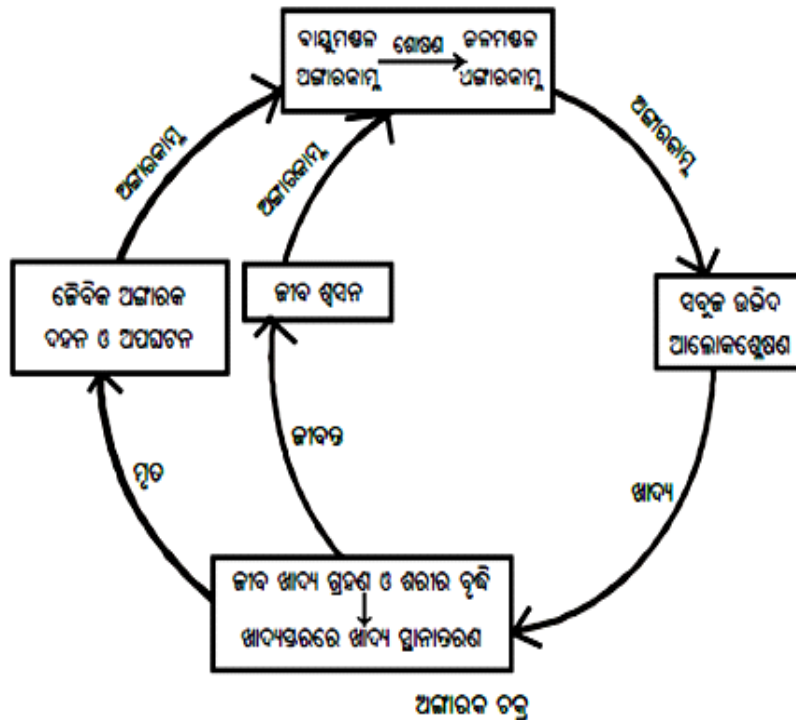 ବାୟୁମଣ୍ଡଳ ଶୋଷଣ ଜଳମଣ୍ଡଳ
ଅଙ୍ଗାରକାମ୍ଳ ଅଙ୍ଗାରକାମ୍ଳ
ଅଙ୍ଗାରକାମ୍ଳ
ଅଙ୍ଗାରକାମ୍ଳ
ଅଙ୍ଗାରକାମ୍ଳ
ଜୈବିକ ଅଙ୍ଗାରକ
ଦହନ ଓ ଅପଘଟନ
ଜୀବ ଶ୍ୱସନ
ସବୁଜ ଉଦ୍ଭିଦ
ଆଲୋକଶ୍ଳେଷଣ
ମୃତ
ଜୀବନ୍ତ
ଖାଦ୍ୟ
ଜୀବ ଖାଦ୍ୟ ଗ୍ରହଣ ଓ ଶରୀର ବୃଦ୍ଧି
ଖାଦ୍ୟସ୍ତରରେ ଖାଦ୍ୟ ସ୍ଥାନାନ୍ତରଣ
ଅଙ୍ଗାରକ ଚକ୍ର